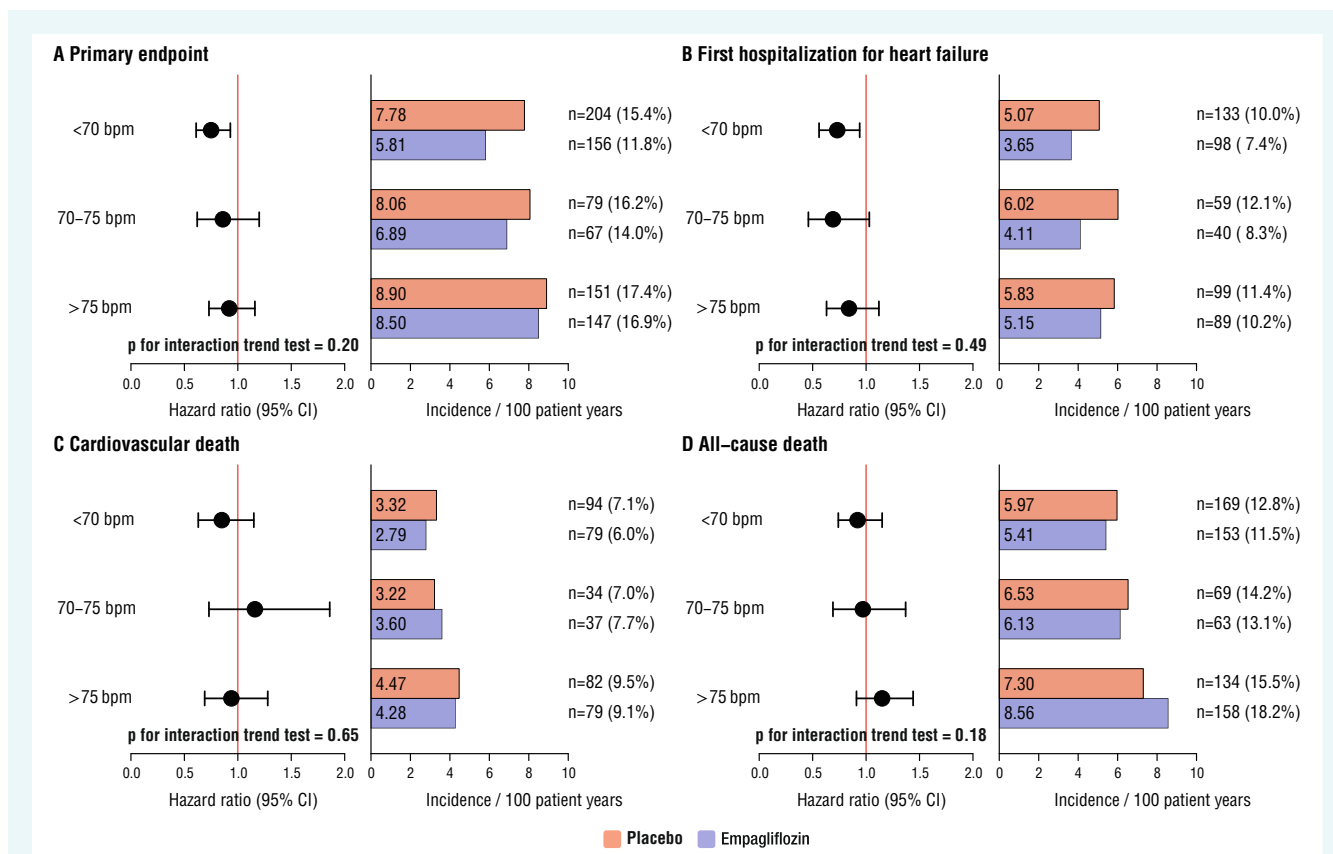 A Primary endpoint
<70 bpm
7.78
n=204 (15.4%)
5.81
n=156 (11.8%)
70–75 bpm
8.06
n=79 (16.2%)
6.89
n=67 (14.0%)
>75 bpm
8.90
n=151 (17.4%)
8.50
n=147 (16.9%)
p for interaction trend test = 0.20
0.0 0.5 1.0 1.5 2.0
0 2 4 6 8 10
Hazard ratio (95% CI)
Incidence / 100 patient years
B First hospitalization for heart failure
<70 bpm
5.07
n=133 (10.0%)
3.65
n=98 ( 7.4%)
70–75 bpm
6.02
n=59 (12.1%)
4.11
n=40 ( 8.3%)
>75 bpm
5.83
n=99 (11.4%)
5.15
n=89 (10.2%)
p for interaction trend test = 0.49
0.0 0.5 1.0 1.5 2.0
0 2 4 6 8 10
Hazard ratio (95% CI)
Incidence / 100 patient years
C Cardiovascular death
<70 bpm
3.32
n=94 (7.1%)
2.79
n=79 (6.0%)
70–75 bpm
3.22
n=34 (7.0%)
3.60
n=37 (7.7%)
>75 bpm
4.47
n=82 (9.5%)
4.28
n=79 (9.1%)
p for interaction trend test = 0.65
0.0 0.5 1.0 1.5 2.0
0 2 4 6 8 10
Hazard ratio (95% CI)
Incidence / 100 patient years
D All–cause death
<70 bpm
5.97
n=169 (12.8%)
5.41
n=153 (11.5%)
70–75 bpm
6.53
n=69 (14.2%)
6.13
n=63 (13.1%)
>75 bpm
7.30
n=134 (15.5%)
8.56
n=158 (18.2%)
p for interaction trend test = 0.18
0.0 0.5 1.0 1.5 2.0
0 2 4 6 8 10
Hazard ratio (95% CI)
Incidence / 100 patient years
Placebo Empagliflozin